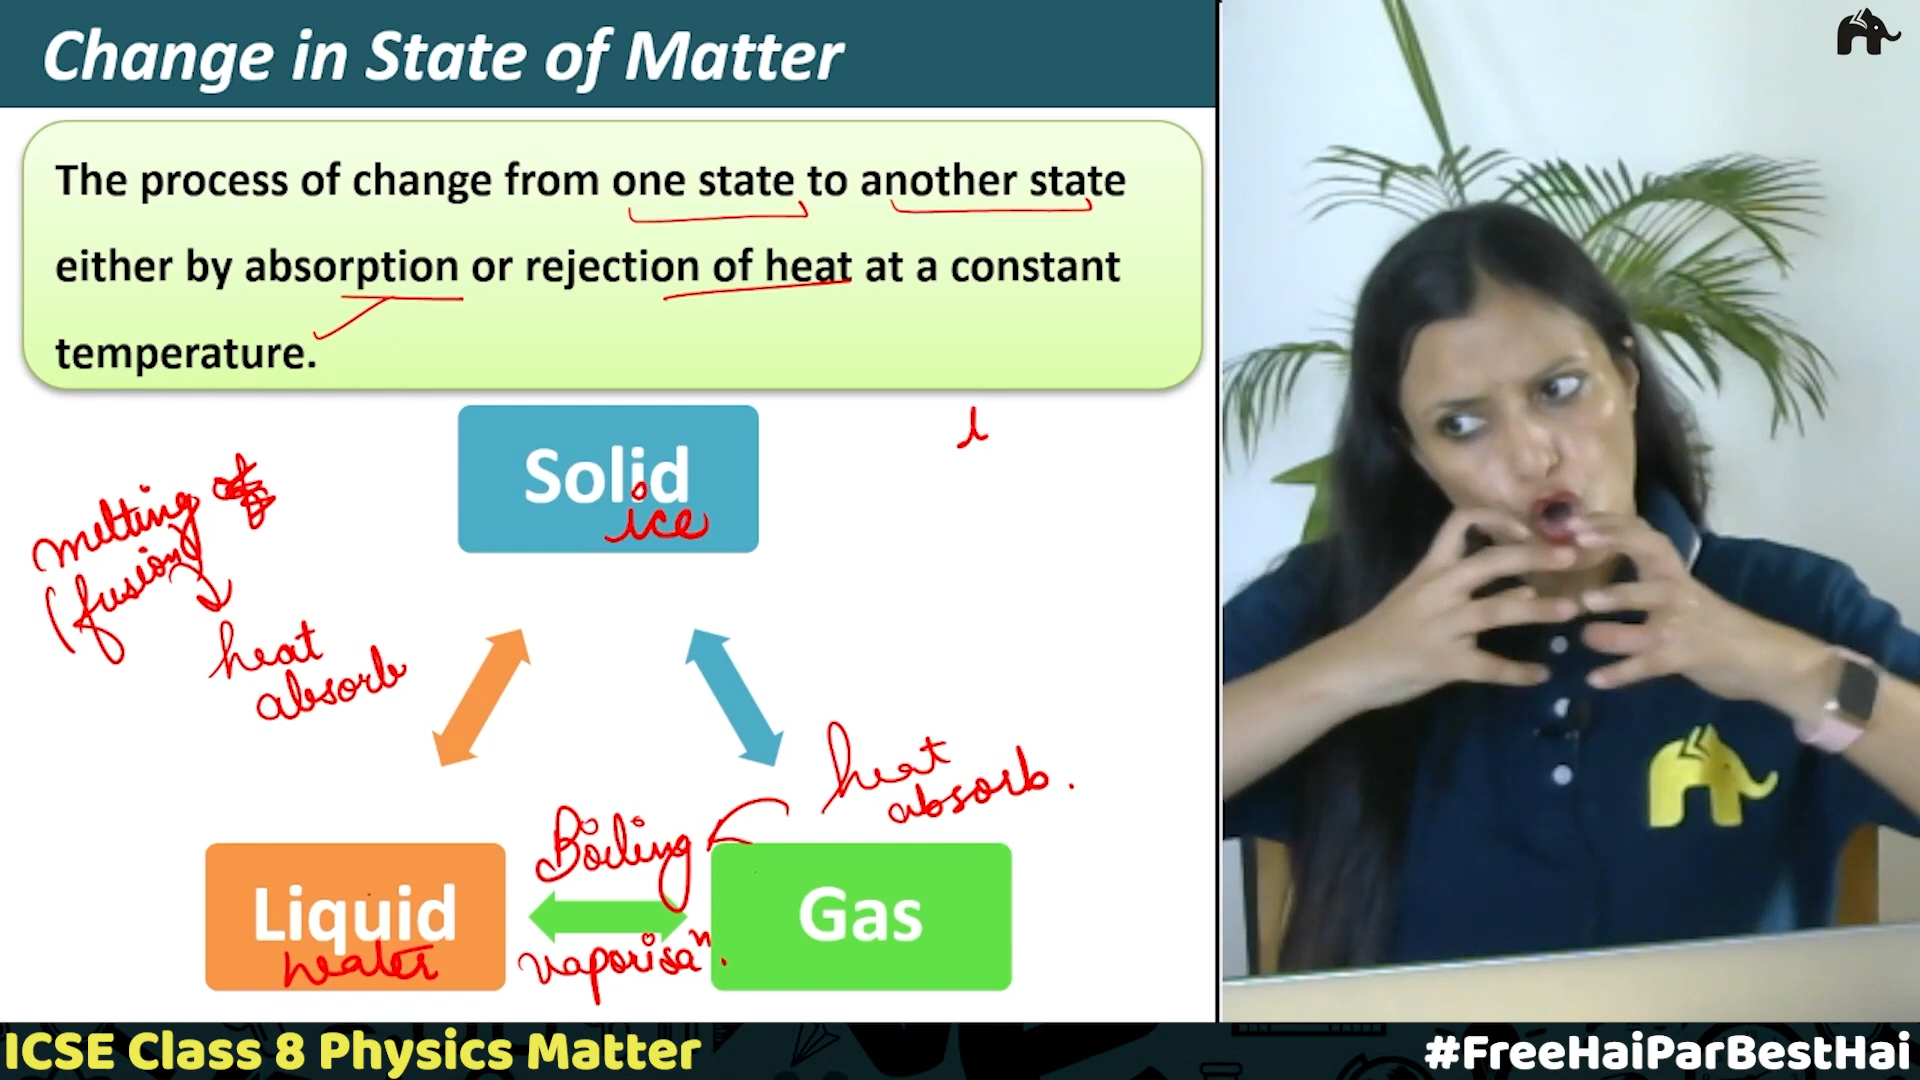 Change in State of Matter
The process of change from one state to another state
either by absorption or rejection of heat at a constant
temperature.
Solid
ice
melting
(fusion)
heat
absorb
heat
absorb.
Boiling
Liquid
water
vaporisaⁿ.
Gas
ICSE Class 8 Physics Matter
#FreeHaiParBestHai